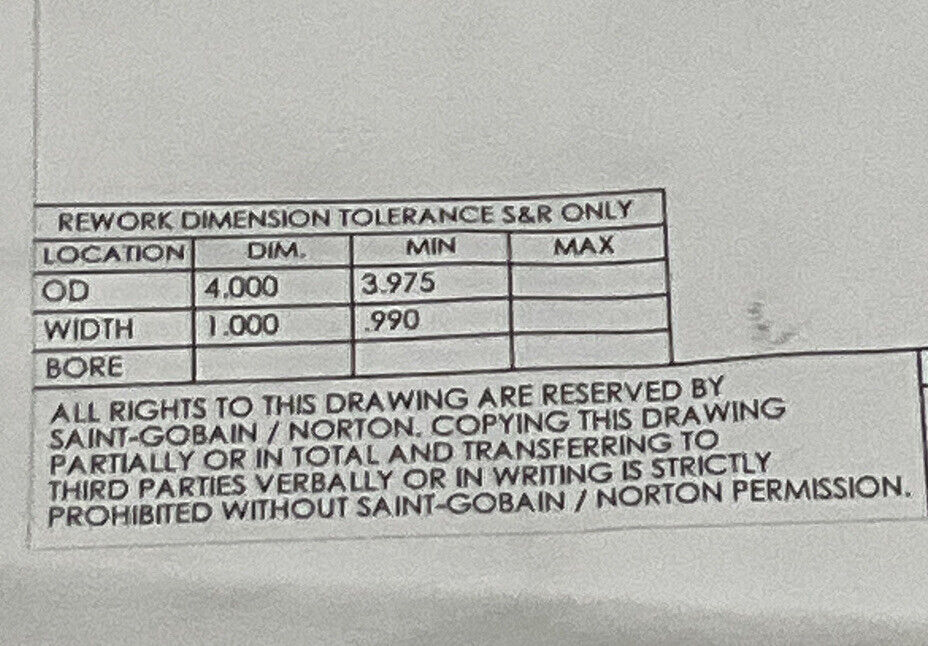 REWORK DIMENSION TOLERANCE S&R ONLY
LOCATION DIM. MIN MAX
OD 4.000 3.975
WIDTH 1.000 .990
BORE
ALL RIGHTS TO THIS DRAWING ARE RESERVED BY
SAINT-GOBAIN / NORTON. COPYING THIS DRAWING
PARTIALLY OR IN TOTAL AND TRANSFERRING TO
THIRD PARTIES VERBALLY OR IN WRITING IS STRICTLY
PROHIBITED WITHOUT SAINT-GOBAIN / NORTON PERMISSION.